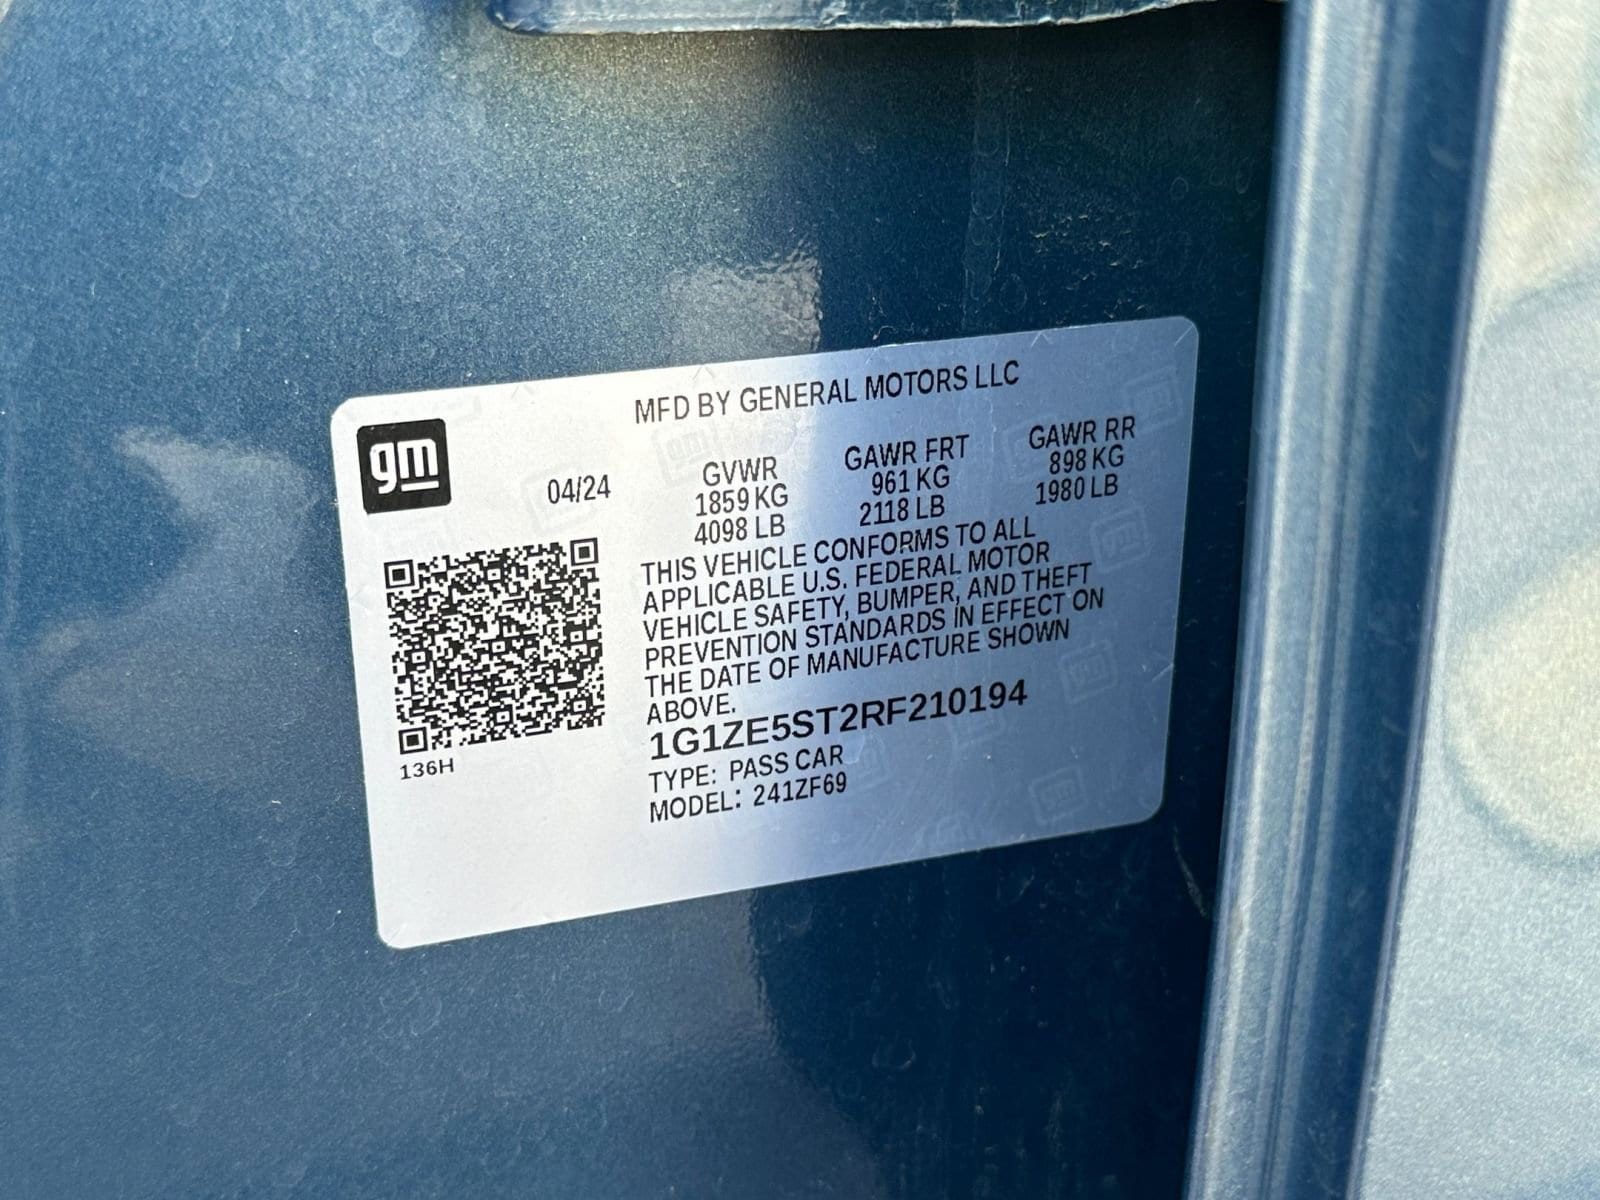 MFD BY GENERAL MOTORS LLC
gm
04/24
GVWR
1859 KG
4098 LB
GAWR FRT
961 KG
2118 LB
GAWR RR
898 KG
1980 LB
THIS VEHICLE CONFORMS TO ALL
APPLICABLE U.S. FEDERAL MOTOR
VEHICLE SAFETY, BUMPER, AND THEFT
PREVENTION STANDARDS IN EFFECT ON
THE DATE OF MANUFACTURE SHOWN
ABOVE.
1G1ZE5ST2RF210194
TYPE: PASS CAR
MODEL: 241ZF69
136H